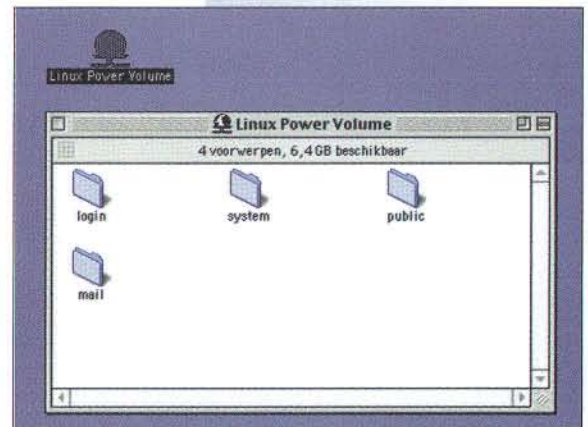 Linux Power Volume
Linux Power Volume
4 voorwerpen, 6,4 GB beschikbaar
login system public
mail